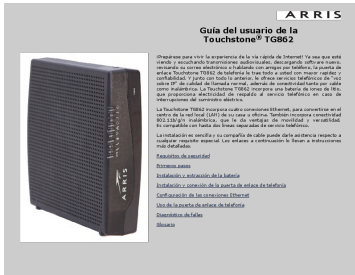 ARRIS
Guía del usuario de la
Touchstone® TG862
¡Prepárese para vivir la experiencia de la vía rápida de Internet! Ya sea que esté
viendo y escuchando transmisiones audiovisuales, descargando software nuevo,
revisando su correo electrónico o hablando con amigos por teléfono, la puerta de
enlace Touchstone TG862 de telefonía le trae todo a usted con mayor rapidez y
confiabilidad. Y junto con todo lo anterior, le ofrece servicios telefónicos de "voz
sobre IP" de calidad de llamada normal, además de conectividad tanto por cable
como inalámbrica. La Touchstone TG862 incorpora una batería de iones de litio,
que proporciona electricidad de respaldo al servicio telefónico en caso de
interrupciones del suministro eléctrico.
La Touchstone TG862 incorpora cuatro conexiones Ethernet, para convertirse en el
centro de la red local (LAN) de su casa u oficina. También incorpora conectividad
802.11b/g/n inalámbrica, que le da ventajas de movilidad y versatilidad.
Es compatible con hasta dos líneas separadas de servicio telefónico.
La instalación es sencilla y su compañía de cable puede darle asistencia respecto a
cualquier requisito especial. Los enlaces a continuación lo llevan a instrucciones
más detalladas.
Requisitos de seguridad
Primeros pasos
Instalación y extracción de la batería
Instalación y conexión de la puerta de enlace de telefonía
Configuración de las conexiones Ethernet
Uso de la puerta de enlace de telefonía
Diagnóstico de fallas
Glosario
ARRIS